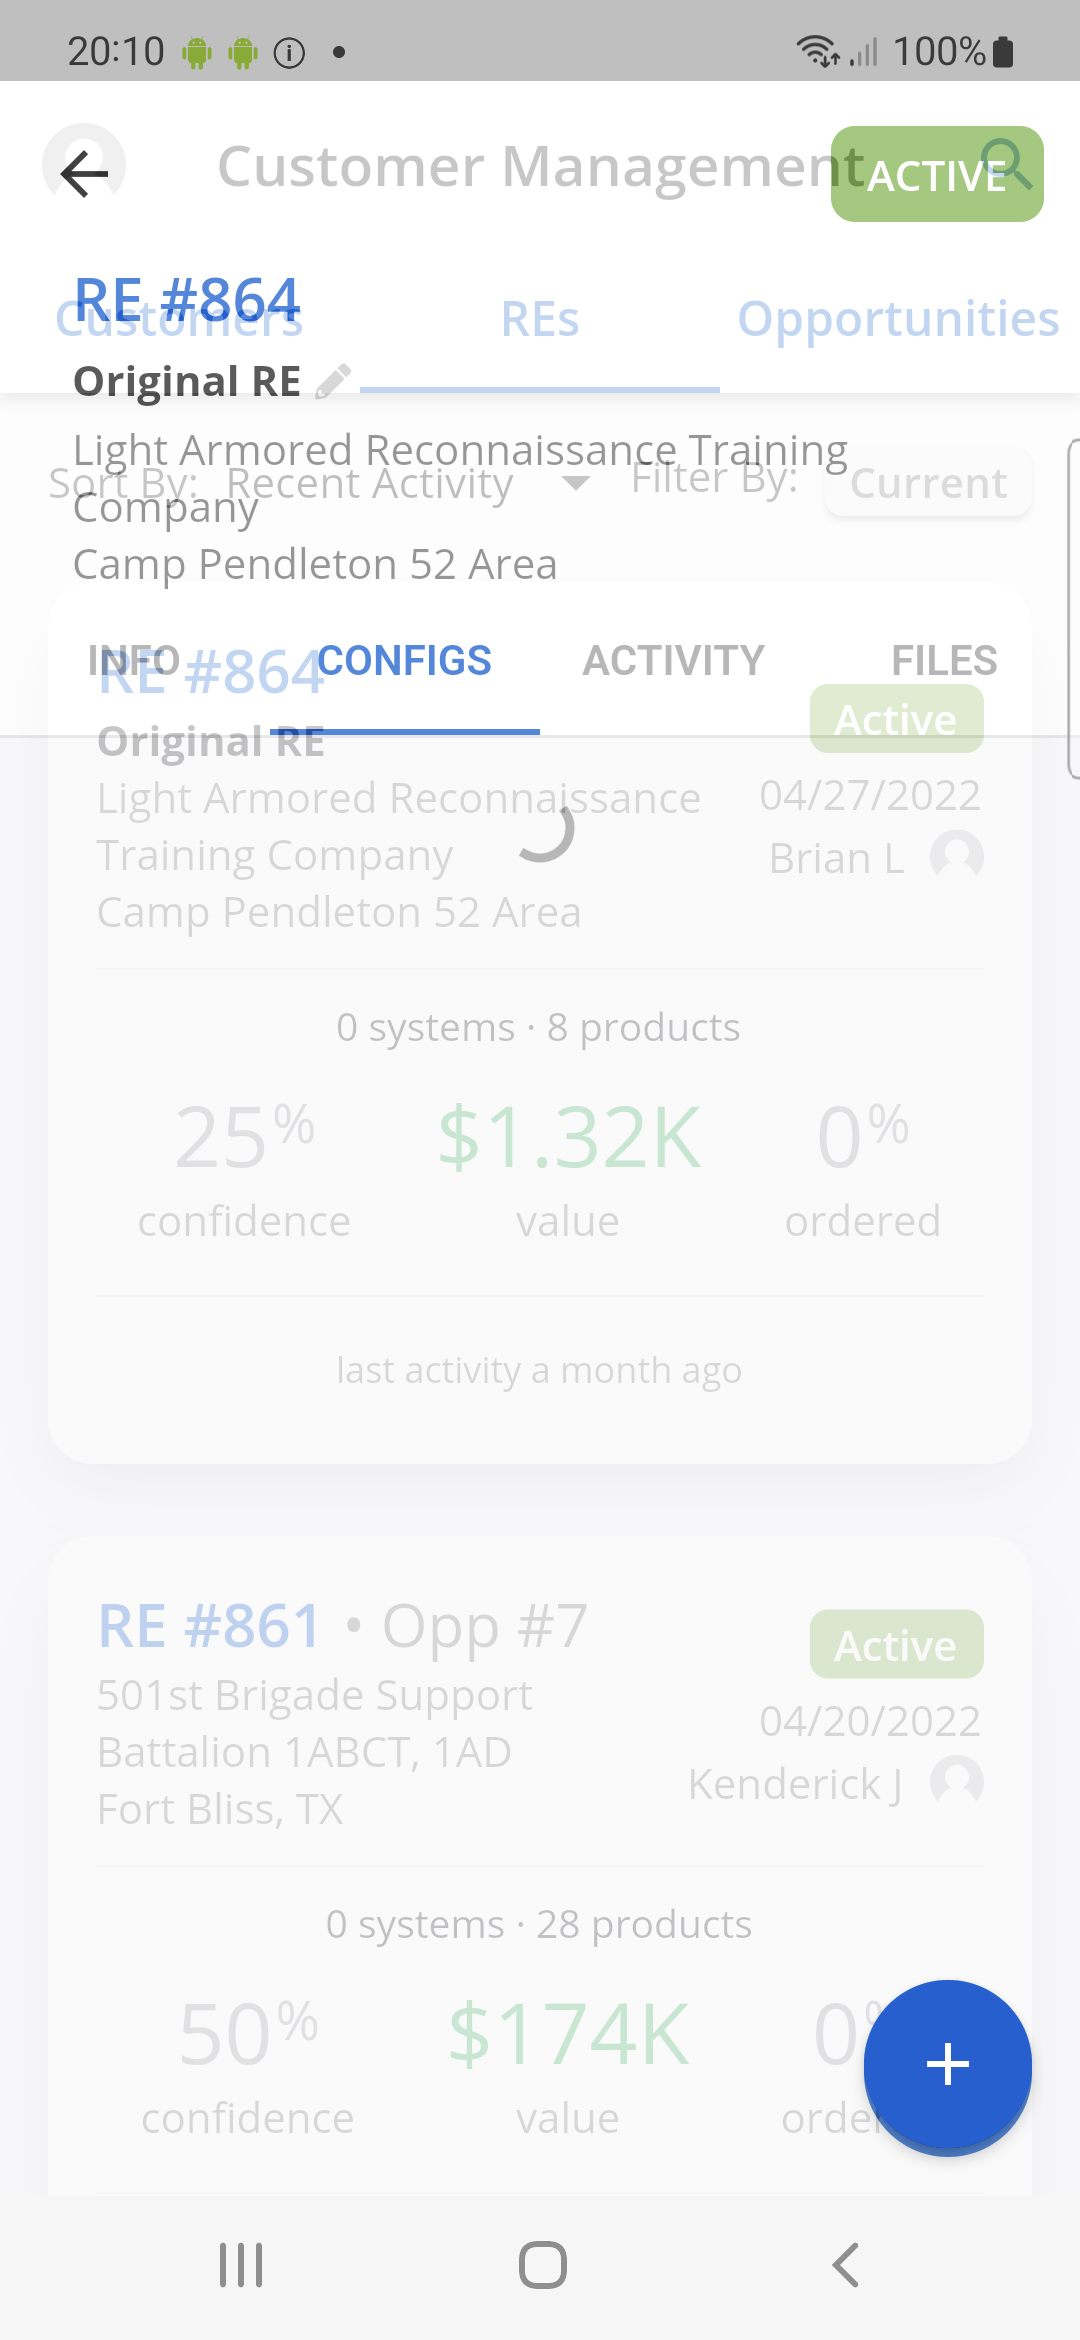 20:10
100%
Customer Management
ACTIVE
RE #864
Customers
REs
Opportunities
Original RE
Light Armored Reconnaissance Training
Company
Camp Pendleton 52 Area
Sort By:
Recent Activity
Filter By:
Current
INFO
CONFIGS
ACTIVITY
FILES
RE #864
Active
Original RE
Light Armored Reconnaissance
Training Company
Camp Pendleton 52 Area
04/27/2022
Brian L
0 systems · 8 products
25%
confidence
$1.32K
value
0%
ordered
last activity a month ago
RE #861 • Opp #7
Active
501st Brigade Support
Battalion 1ABCT, 1AD
Fort Bliss, TX
04/20/2022
Kenderick J
0 systems · 28 products
50%
confidence
$174K
value
0